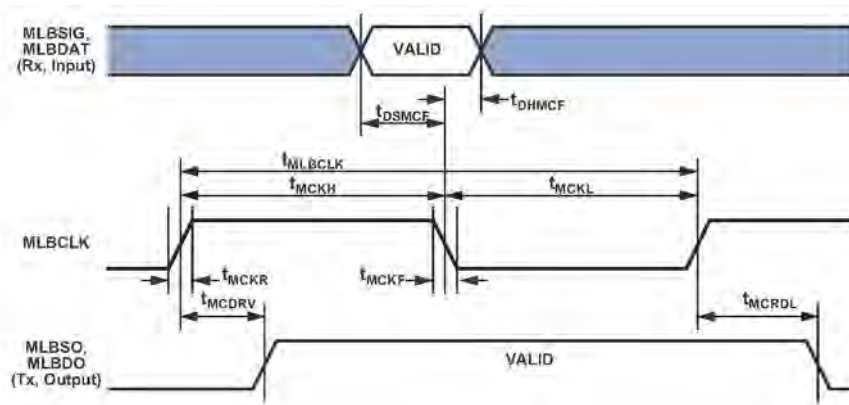 MLBSIG,
MLBDAT
(Rx, Input)
VALID
tDHMCF
tDSMCF
tMLBCLK
tMCKH
tMCKL
MLBCLK
tMCKR
tMCKF
tMCDRV
tMCRDL
MLBSO,
MLBDO
(Tx, Output)
VALID